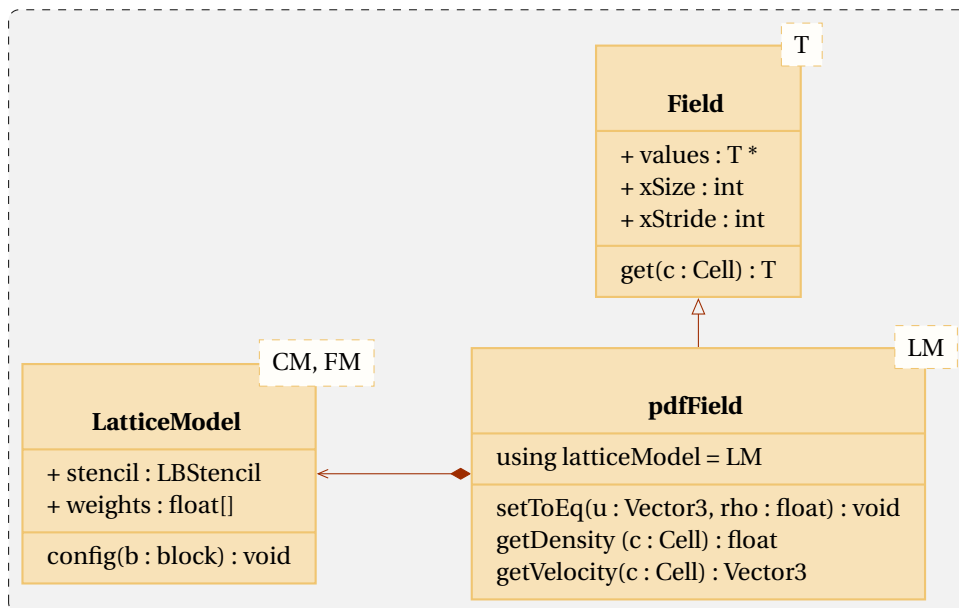 T
Field
+ values : T *
+ xSize : int
+ xStride : int
get(c : Cell) : T
CM, FM
LatticeModel
+ stencil : LBStencil
+ weights : float[]
config(b : block) : void
LM
pdfField
using latticeModel = LM
setToEq(u : Vector3, rho : float) : void
getDensity (c : Cell) : float
getVelocity(c : Cell) : Vector3